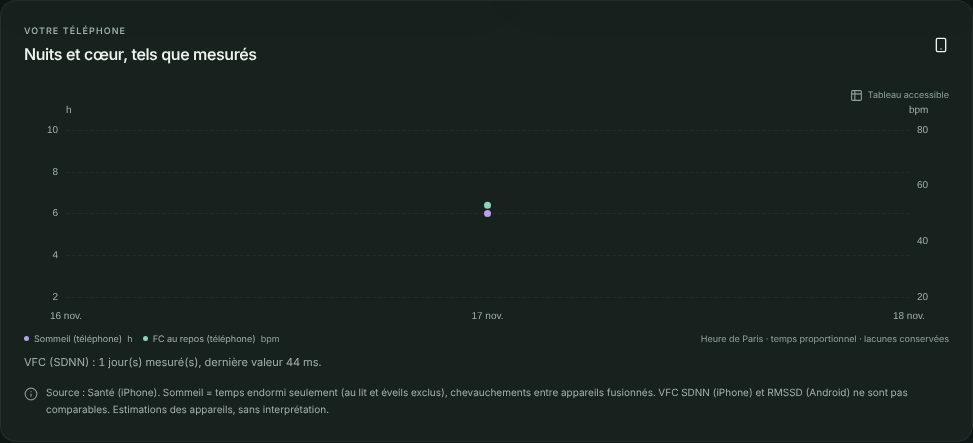 VOTRE TÉLÉPHONE
Nuits et cœur, tels que mesurés
Tableau accessible
h
bpm
10
80
8
60
6
40
4
2
20
16 nov.
17 nov.
18 nov.
Sommeil (téléphone) h
FC au repos (téléphone) bpm
Heure de Paris · temps proportionnel · lacunes conservées
VFC (SDNN) : 1 jour(s) mesuré(s), dernière valeur 44 ms.
Source : Santé (iPhone). Sommeil = temps endormi seulement (au lit et éveils exclus), chevauchements entre appareils fusionnés. VFC SDNN (iPhone) et RMSSD (Android) ne sont pas
comparables. Estimations des appareils, sans interprétation.